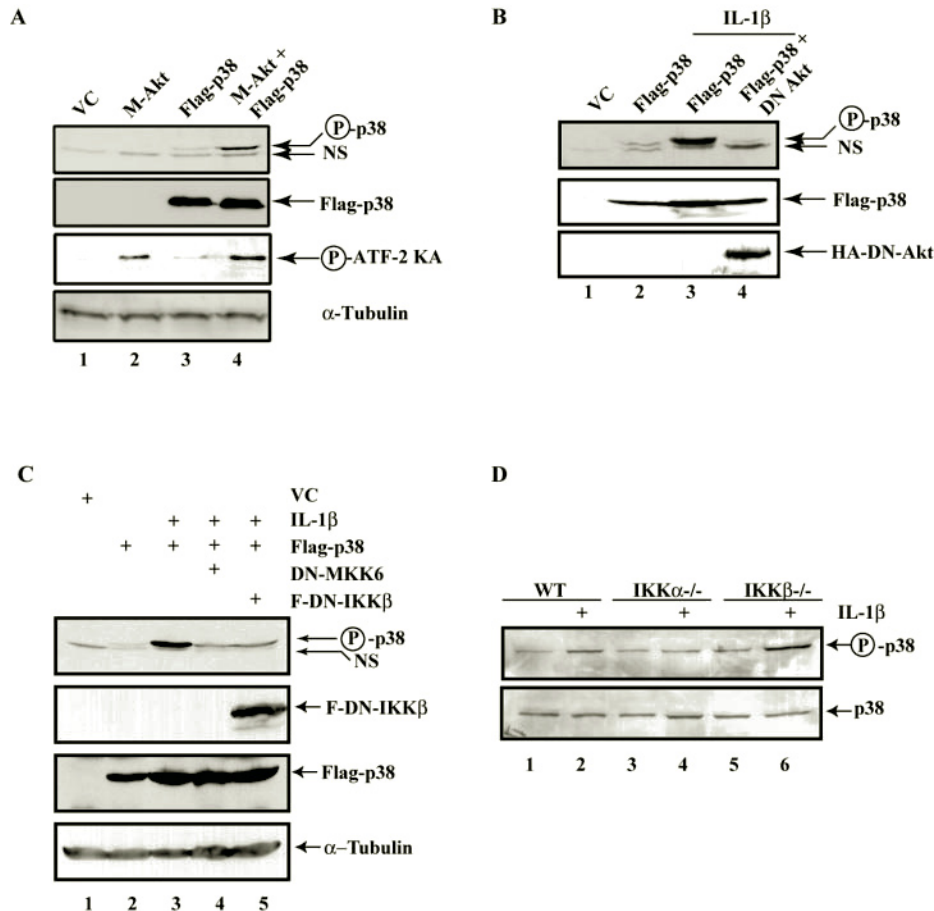 A
VC
M-Akt
Flag-p38
M-Akt +
Flag-p38
P-p38
NS
Flag-p38
P-ATF-2 KA
α-Tubulin
1 2 3 4
B
IL-1β
VC
Flag-p38
Flag-p38
Flag-p38 +
DN Akt
P-p38
NS
Flag-p38
HA-DN-Akt
1 2 3 4
C
+ VC
+ + + IL-1β
+ + + + Flag-p38
+ DN-MKK6
+ F-DN-IKKβ
P-p38
NS
F-DN-IKKβ
Flag-p38
α–Tubulin
1 2 3 4 5
D
WT IKKα-/- IKKβ-/-
+ + + IL-1β
P-p38
p38
1 2 3 4 5 6